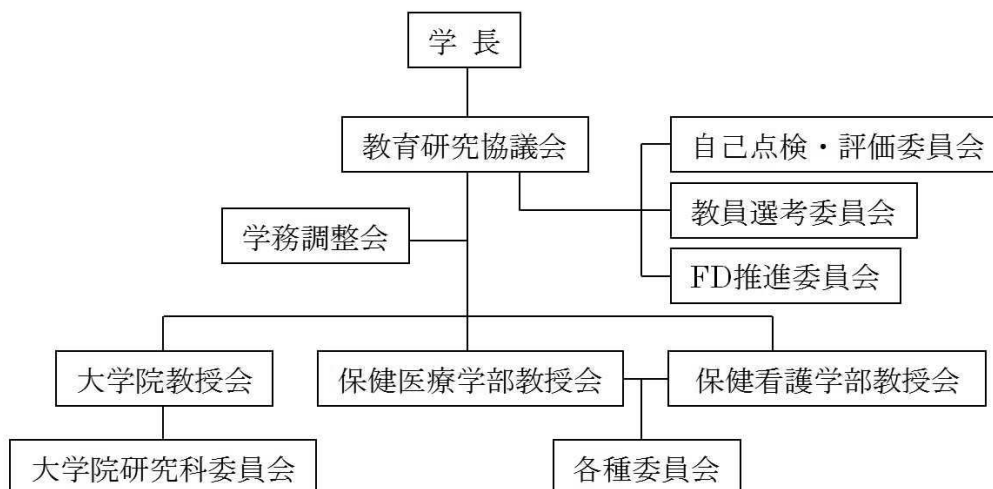 学 長
教育研究協議会
自己点検・評価委員会
教員選考委員会
学務調整会
FD推進委員会
大学院教授会
保健医療学部教授会
保健看護学部教授会
大学院研究科委員会
各種委員会